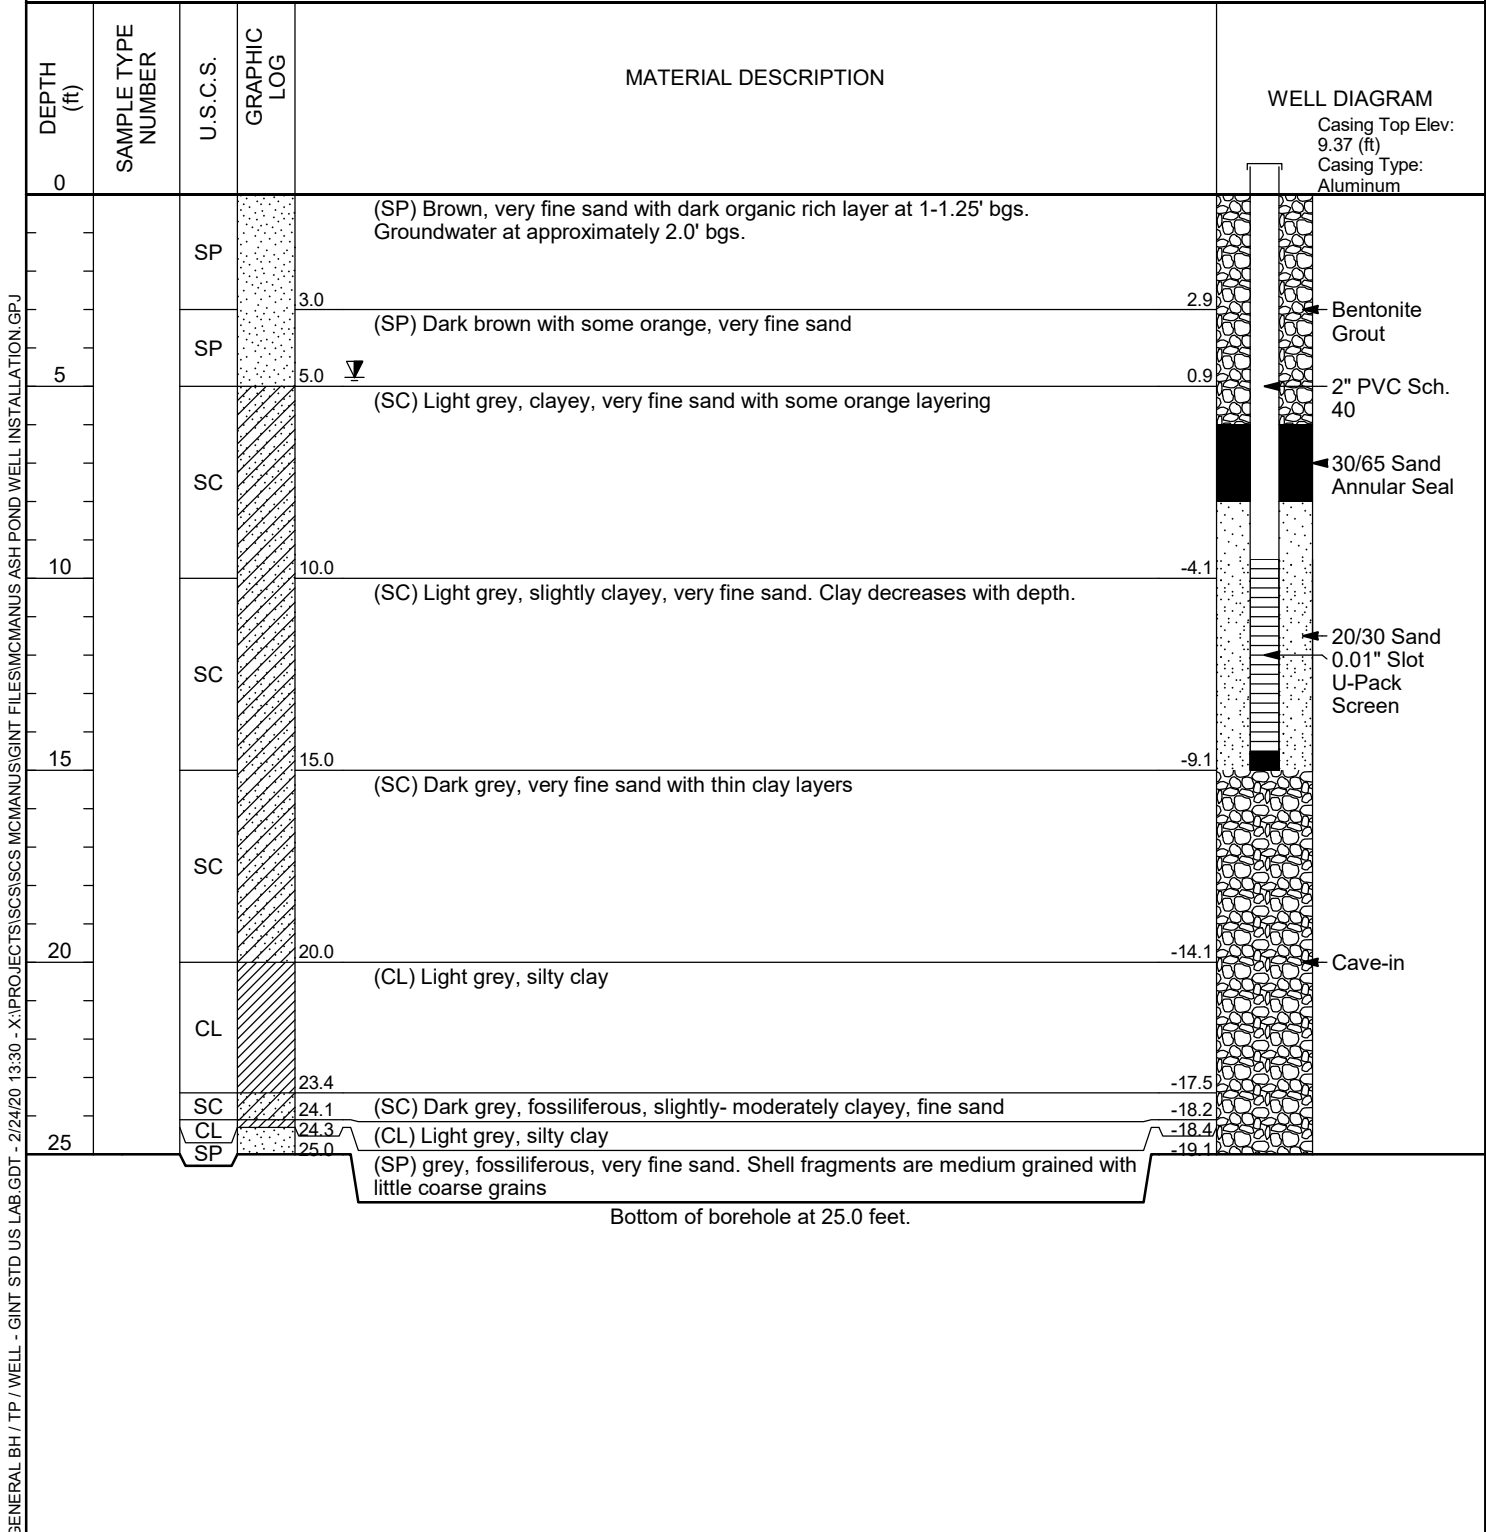 DEPTH
(ft)
SAMPLE TYPE
NUMBER
U.S.C.S.
GRAPHIC
LOG
MATERIAL DESCRIPTION
WELL DIAGRAM
Casing Top Elev:
9.37 (ft)
Casing Type:
Aluminum
0
(SP) Brown, very fine sand with dark organic rich layer at 1-1.25' bgs.
Groundwater at approximately 2.0' bgs.
SP
3.0
2.9
Bentonite
Grout
(SP) Dark brown with some orange, very fine sand
SP
5
5.0
0.9
2" PVC Sch.
40
(SC) Light grey, clayey, very fine sand with some orange layering
30/65 Sand
Annular Seal
SC
10
10.0
-4.1
(SC) Light grey, slightly clayey, very fine sand. Clay decreases with depth.
20/30 Sand
0.01" Slot
U-Pack
Screen
SC
15
15.0
-9.1
(SC) Dark grey, very fine sand with thin clay layers
SC
20
20.0
-14.1
Cave-in
(CL) Light grey, silty clay
CL
23.4
-17.5
SC
(SC) Dark grey, fossiliferous, slightly- moderately clayey, fine sand
24.1
-18.2
CL
24.3
(CL) Light grey, silty clay
-18.4
25
SP
25.0
-19.1
(SP) grey, fossiliferous, very fine sand. Shell fragments are medium grained with
little coarse grains
Bottom of borehole at 25.0 feet.
GENERAL BH / TP / WELL - GINT STD US LAB.GDT - 2/24/20 13:30 - X:\PROJECTS\SCS\SCS MCMANUS\GINT FILES\MCMANUS ASH POND WELL INSTALLATION.GPJ